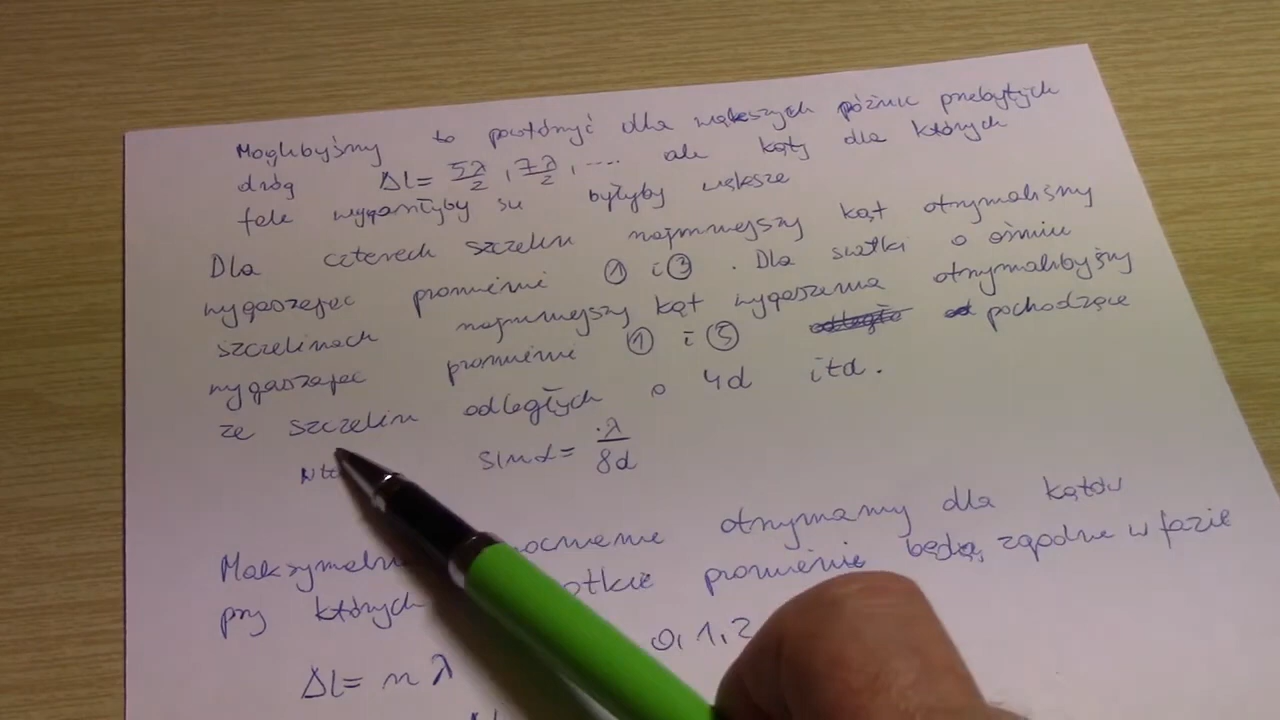 Moglibyśmy to powtórzyć dla większych różnic przebytych
dróg Δl = 5λ/2, 7λ/2, .... ale kąty dla których
fale wygasiłyby się byłyby większe
Dla czterech szczelin najmniejszy kąt otrzymaliśmy
wygaszając promienie ① i ③. Dla siatki o ośmiu
szczelinach najmniejszy kąt wygaszenia otrzymalibyśmy
wygaszając promienie ① i ⑤ pochodzące
ze szczelin odległych o 4d itd.
sin α = λ/8d
otrzymamy dla kątów
przy których promienie będą zgodne w fazie
Δl = n λ 0, 1, 2